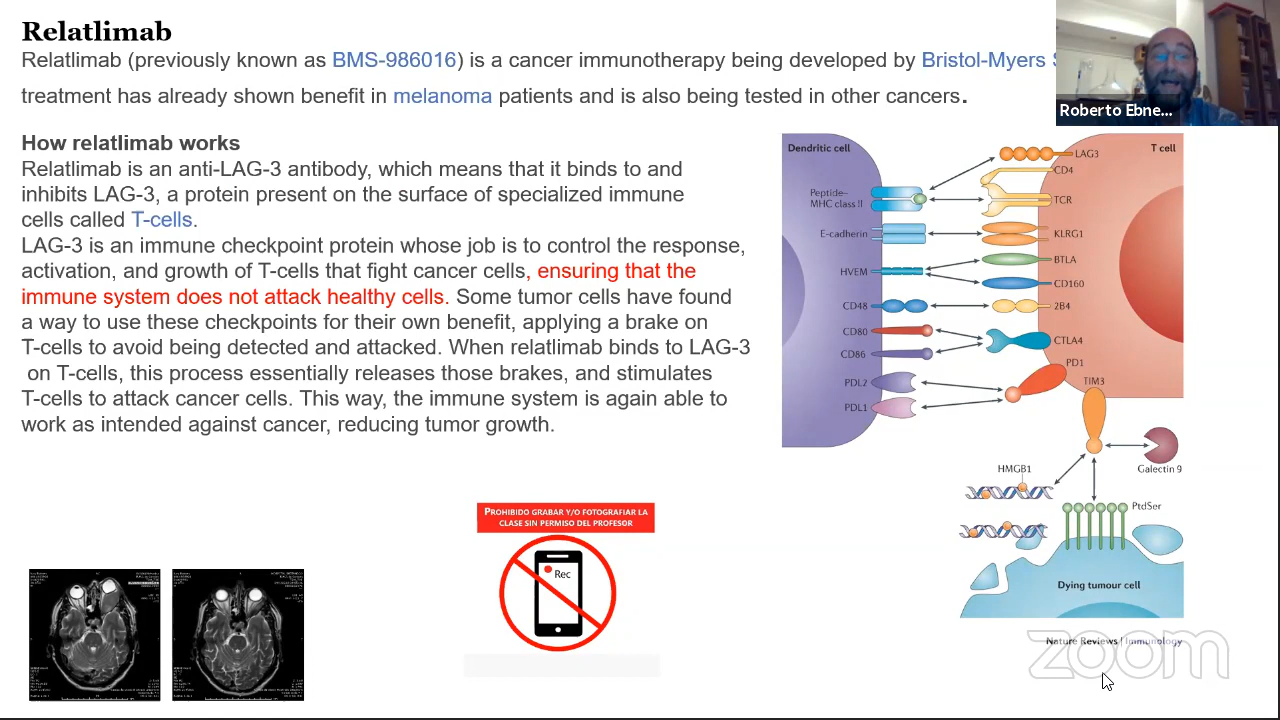 Relatlimab
Relatlimab (previously known as BMS-986016) is a cancer immunotherapy being developed by Bristol-Myers
treatment has already shown benefit in melanoma patients and is also being tested in other cancers.
Roberto Ebne...
How relatlimab works
Relatlimab is an anti-LAG-3 antibody, which means that it binds to and
inhibits LAG-3, a protein present on the surface of specialized immune
cells called T-cells.
LAG-3 is an immune checkpoint protein whose job is to control the response,
activation, and growth of T-cells that fight cancer cells, ensuring that the
immune system does not attack healthy cells. Some tumor cells have found
a way to use these checkpoints for their own benefit, applying a brake on
T-cells to avoid being detected and attacked. When relatlimab binds to LAG-3
on T-cells, this process essentially releases those brakes, and stimulates
T-cells to attack cancer cells. This way, the immune system is again able to
work as intended against cancer, reducing tumor growth.
Dendritic cell
T cell
LAG3
CD4
Peptide-
MHC class II
TCR
E-cadherin
KLRG1
BTLA
HVEM
CD160
CD48
2B4
CD80
CTLA4
CD86
PD1
PDL2
TIM3
PDL1
HMGB1
Galectin 9
PtdSer
Dying tumour cell
Nature Reviews | Immunology
PROHIBIDO GRABAR Y/O FOTOGRAFIAR LA
CLASE SIN PERMISO DEL PROFESOR
Rec
zoom